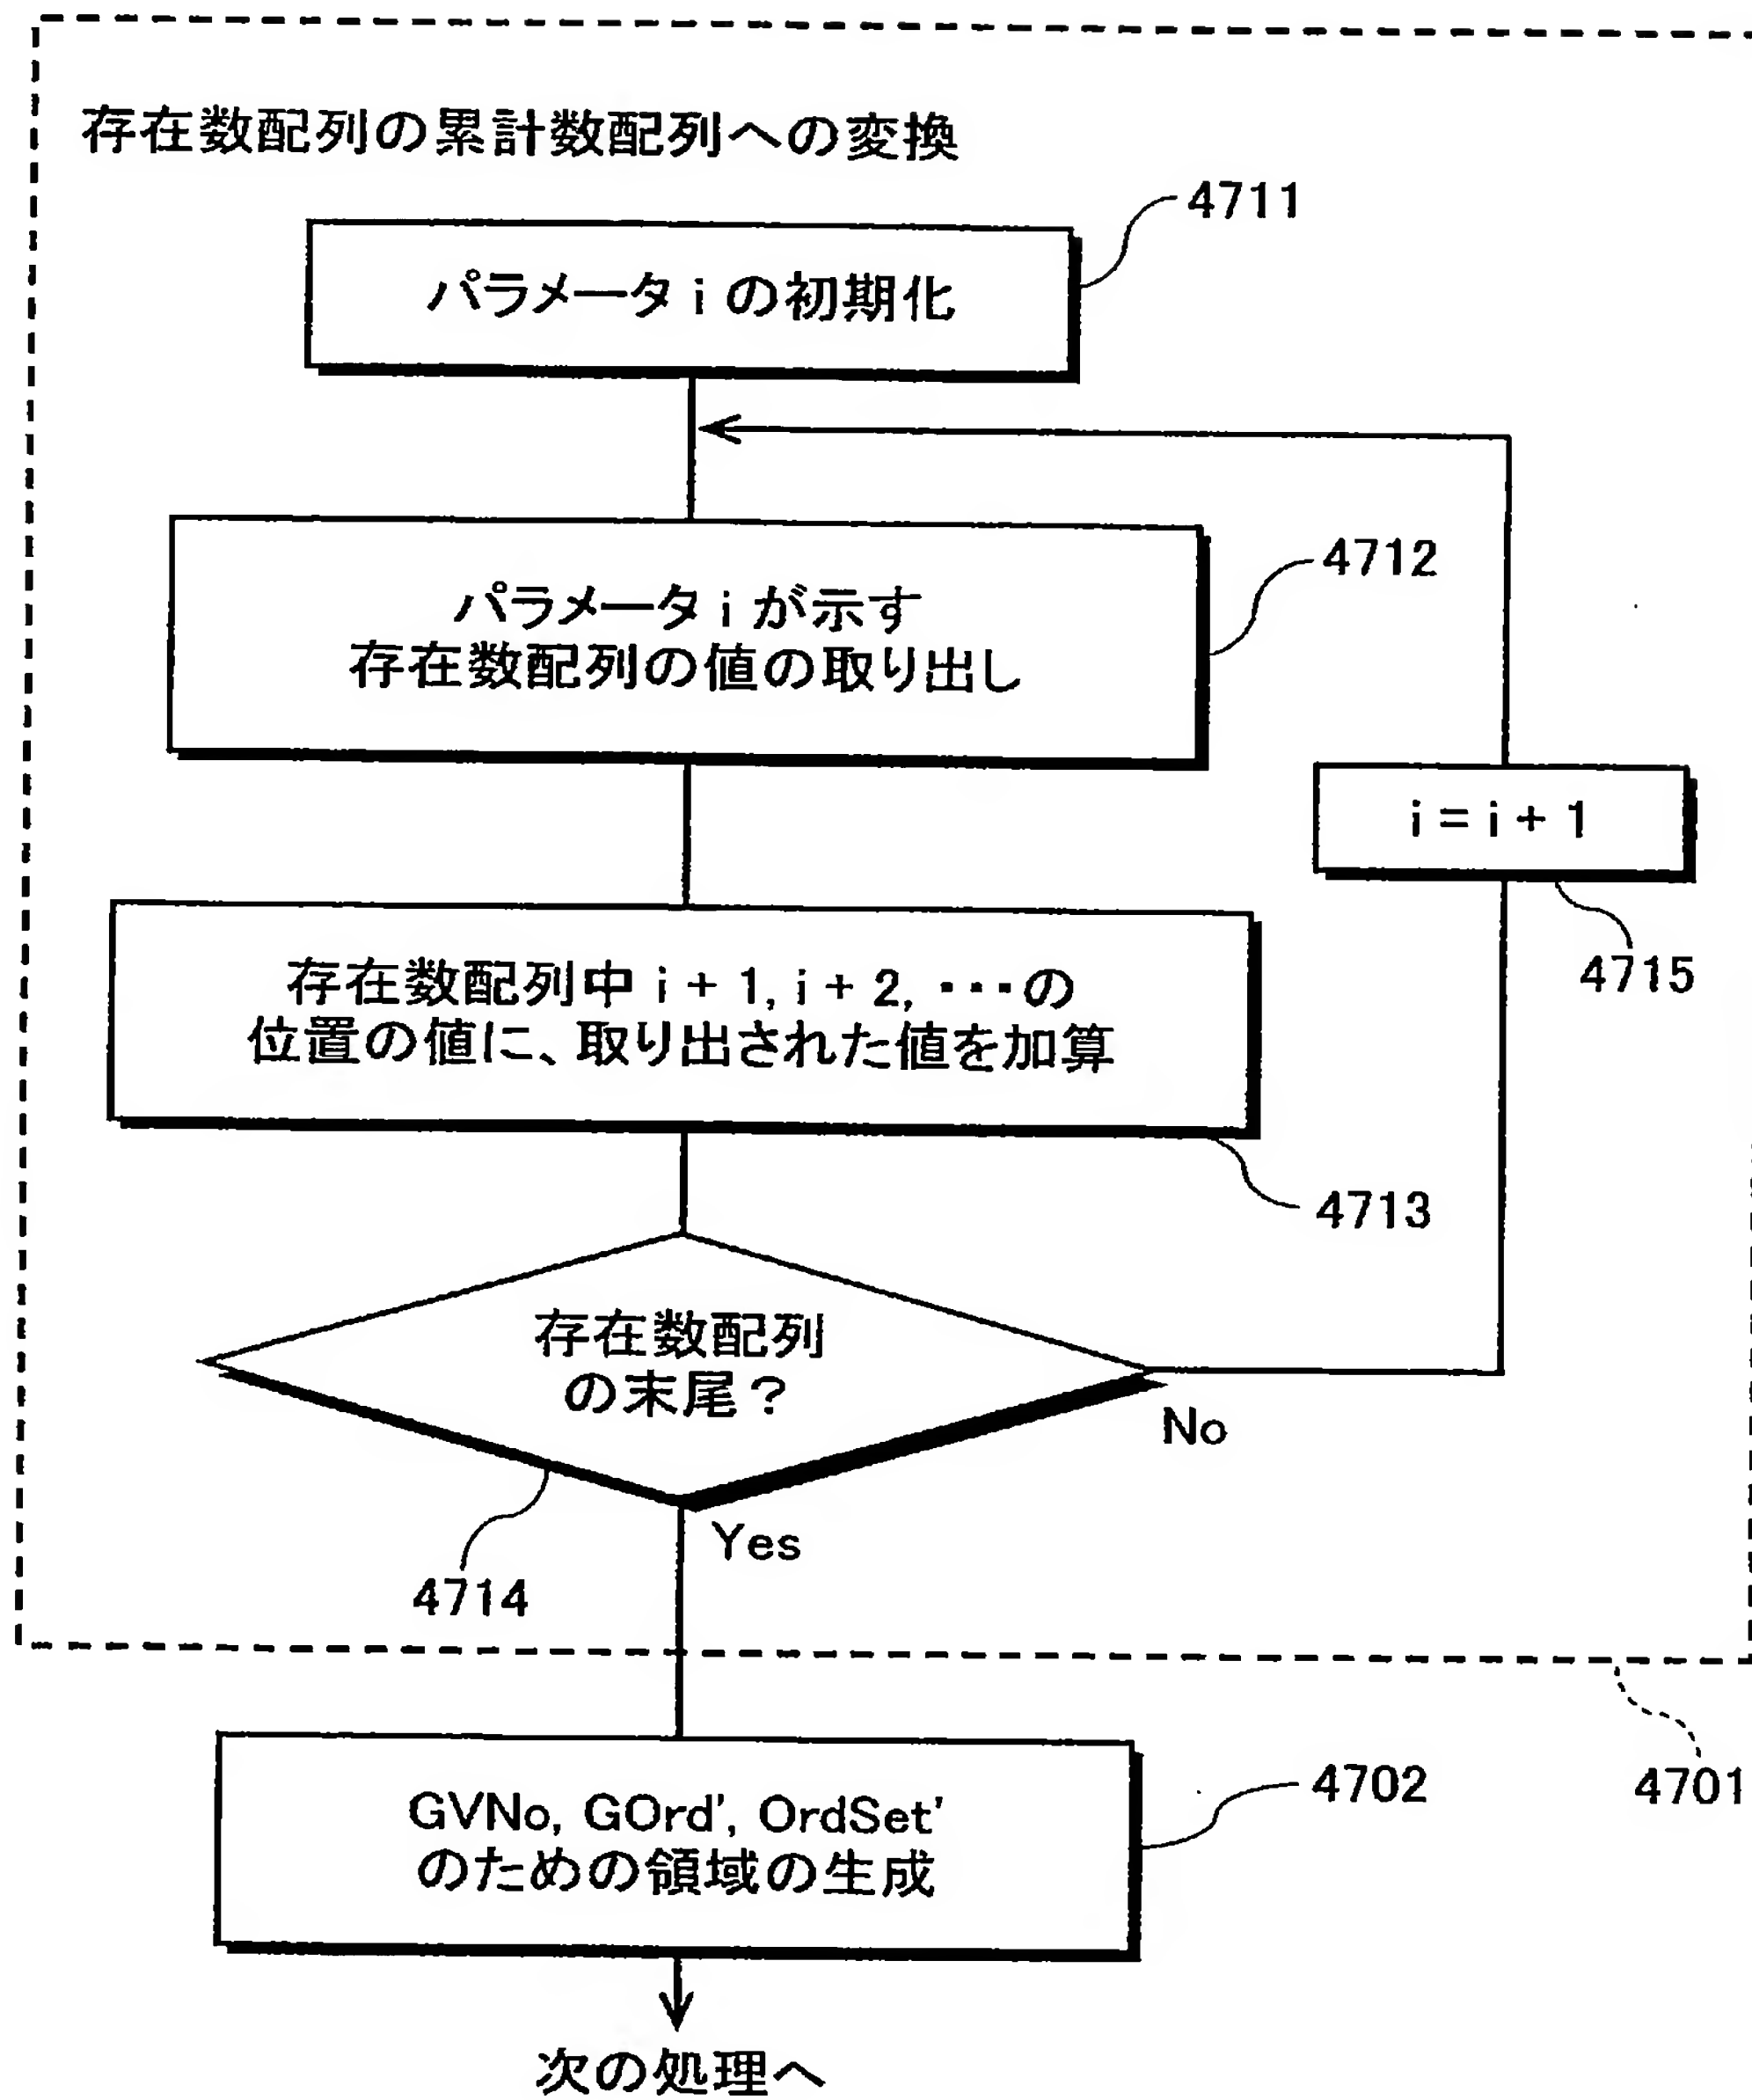 存在数配列の累計数配列への変換
4711
パラメータ i の初期化
4712
パラメータ i が示す
存在数配列の値の取り出し
i = i + 1
4715
存在数配列中 i + 1, i + 2, ･･･の
位置の値に、取り出された値を加算
4713
存在数配列
の末尾？
No
Yes
4714
4701
4702
GVNo, GOrd', OrdSet'
のための領域の生成
次の処理へ